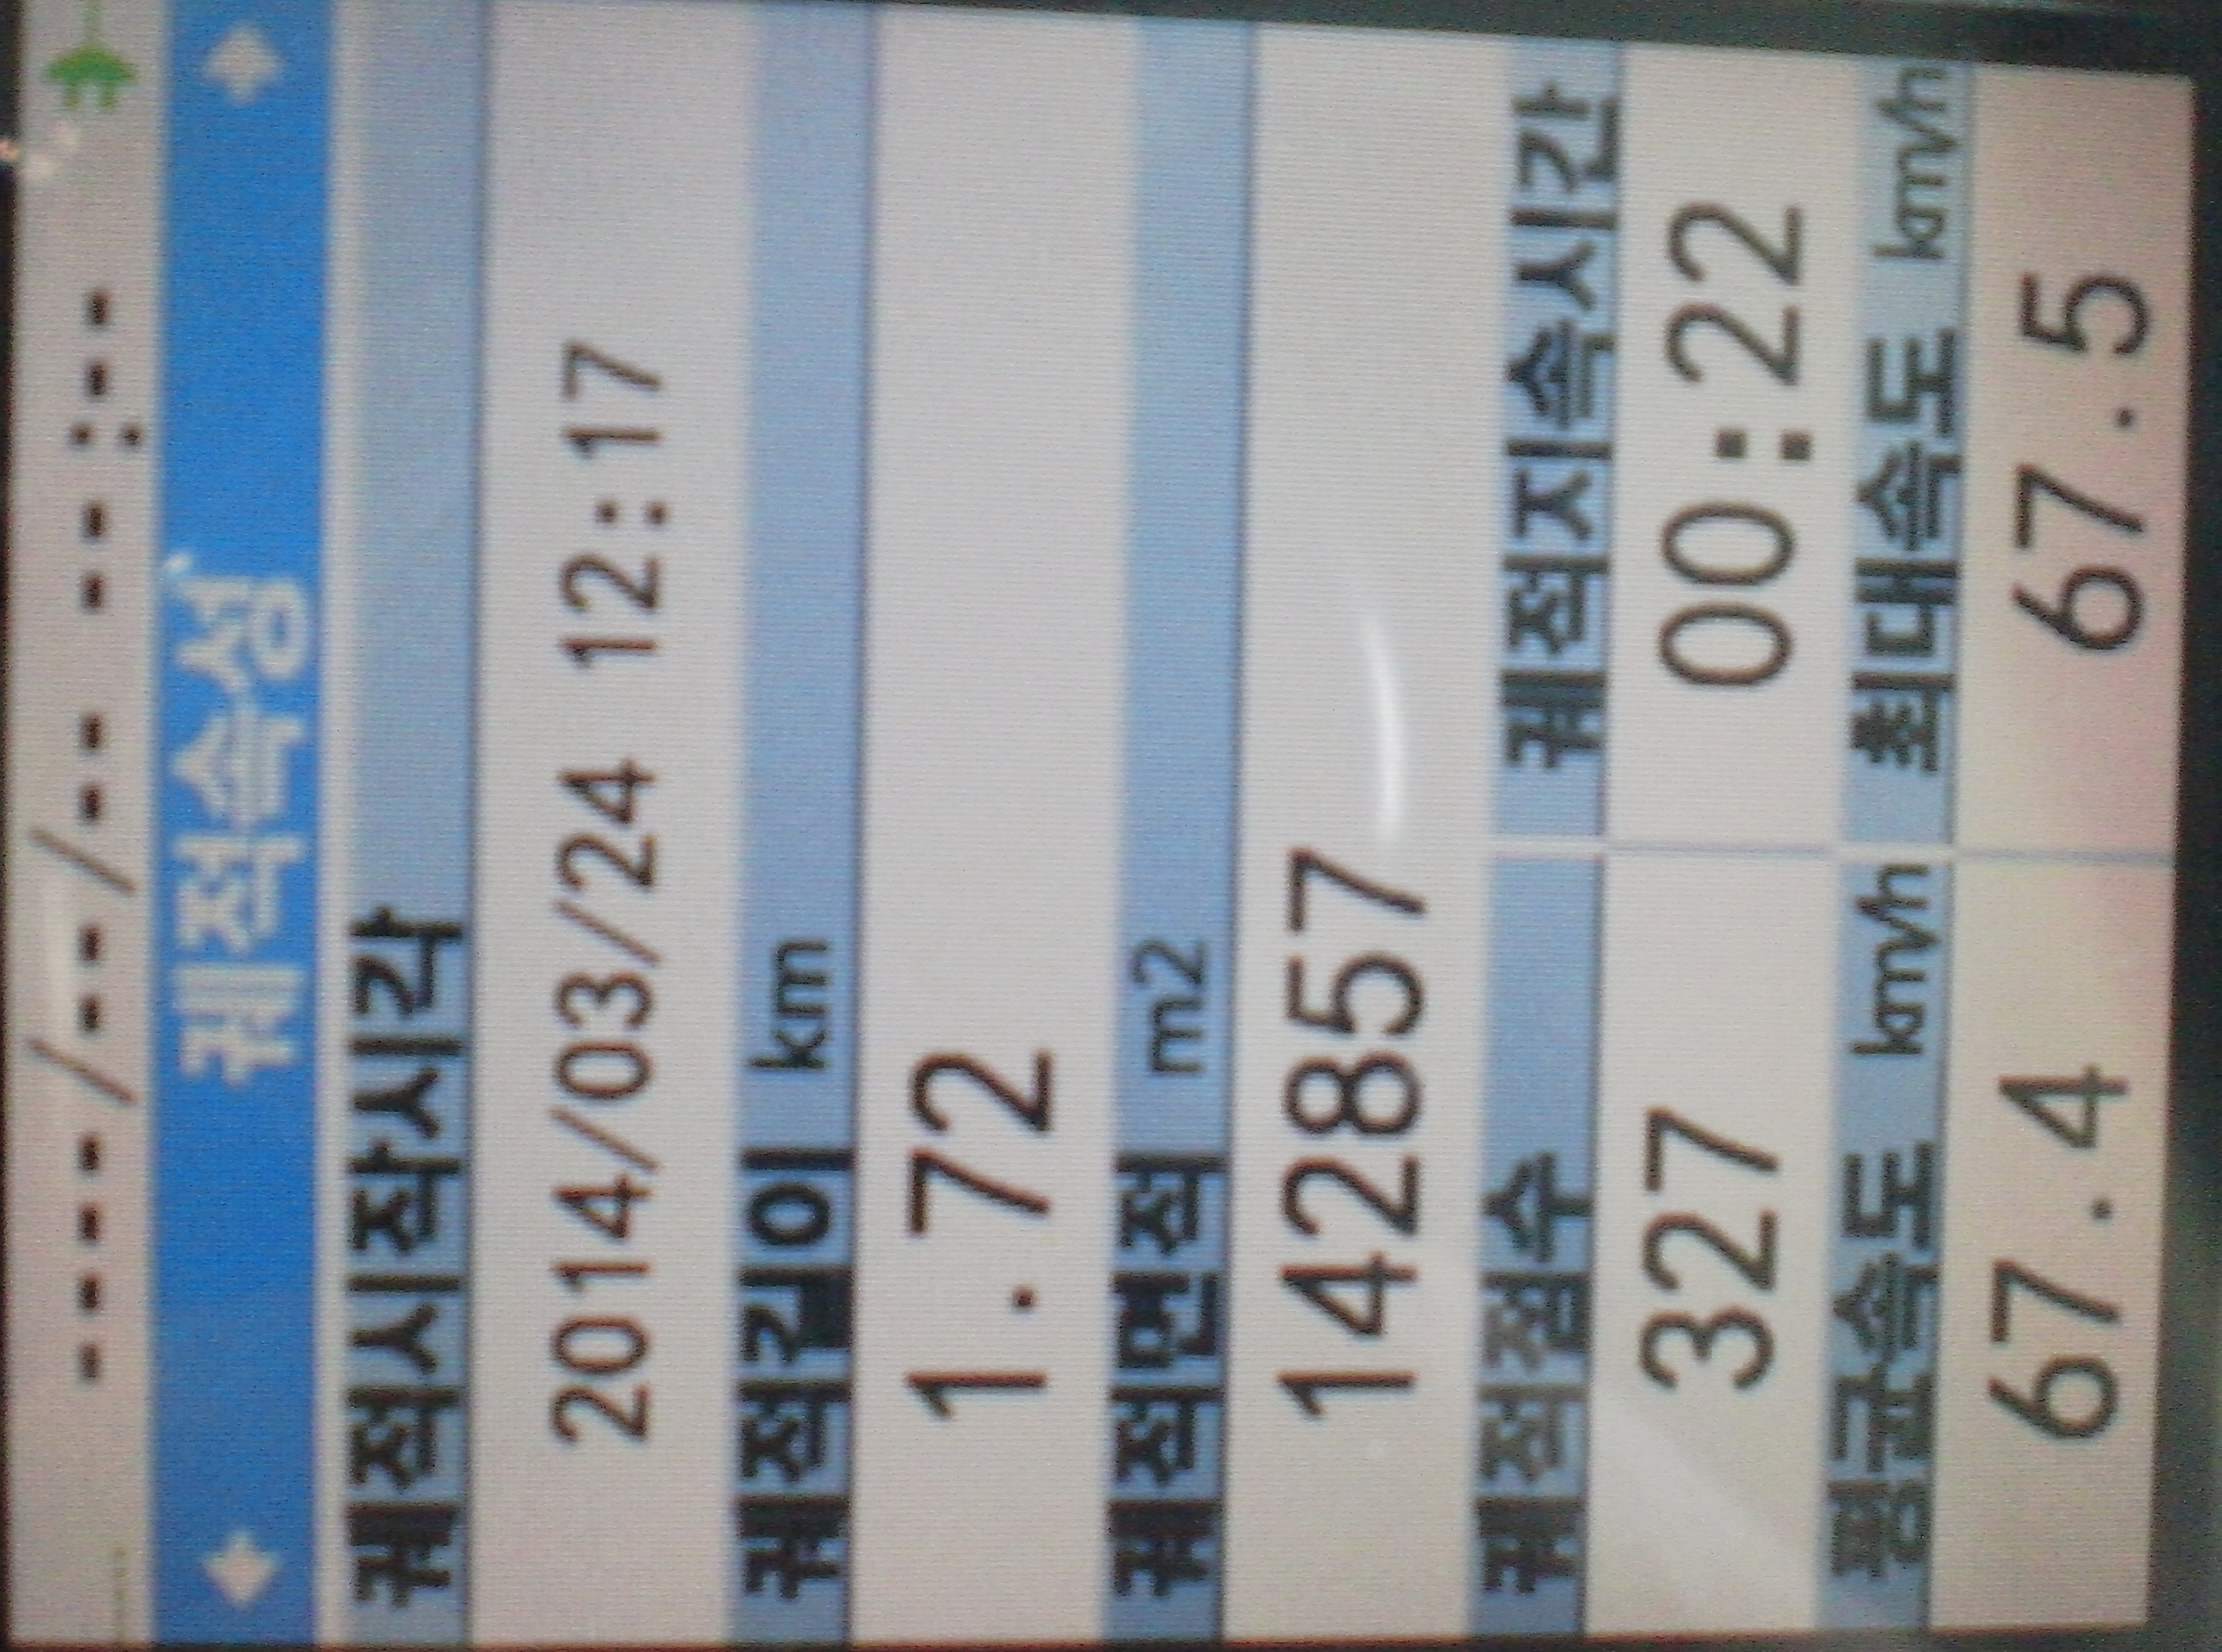 ----/--/-- --:--
궤적속성
궤적시작시각
2014/03/24 12:17
궤적길이 km
1.72
궤적면적 m2
142857
궤적점수 궤적지속시간
327 00:22
평균속도 km/h 최대속도 km/h
67.4 67.5